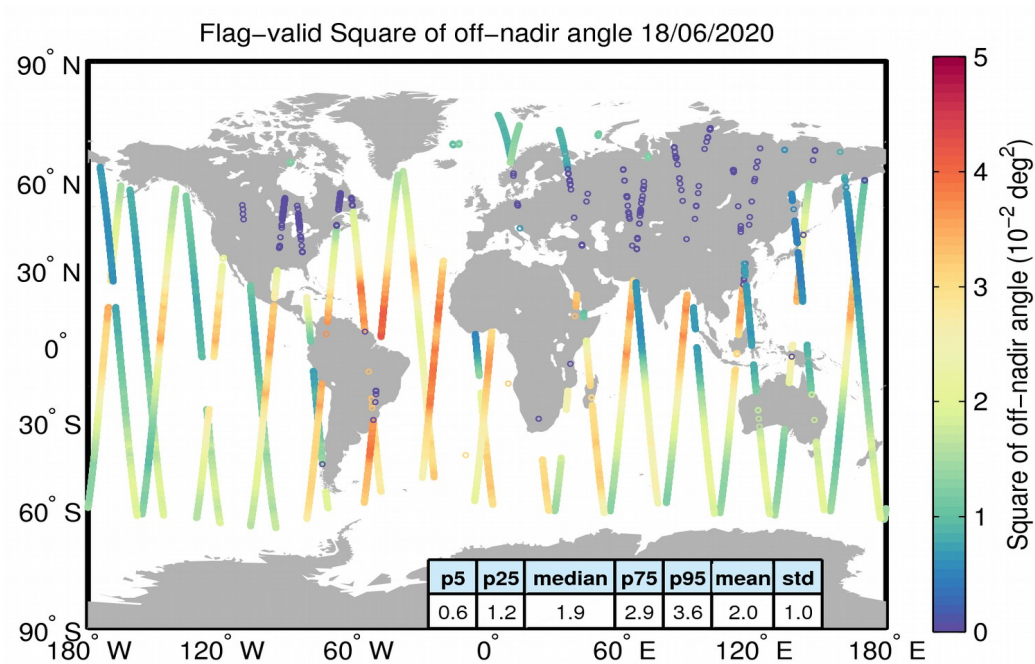 Flag−valid Square of off−nadir angle 18/06/2020
90° N
60° N
30° N
0°
30° S
60° S
90° S
180° W 120° W 60° W 0° 60° E 120° E 180° E
p5 p25 median p75 p95 mean std
0.6 1.2 1.9 2.9 3.6 2.0 1.0
5
4
3
2
1
0
Square of off−nadir angle (10⁻² deg²)